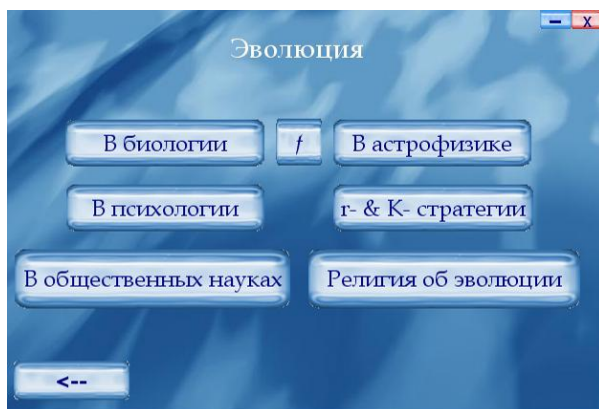 – X
Эволюция
В биологии f В астрофизике
В психологии r- & K- стратегии
В общественных науках Религия об эволюции
<--